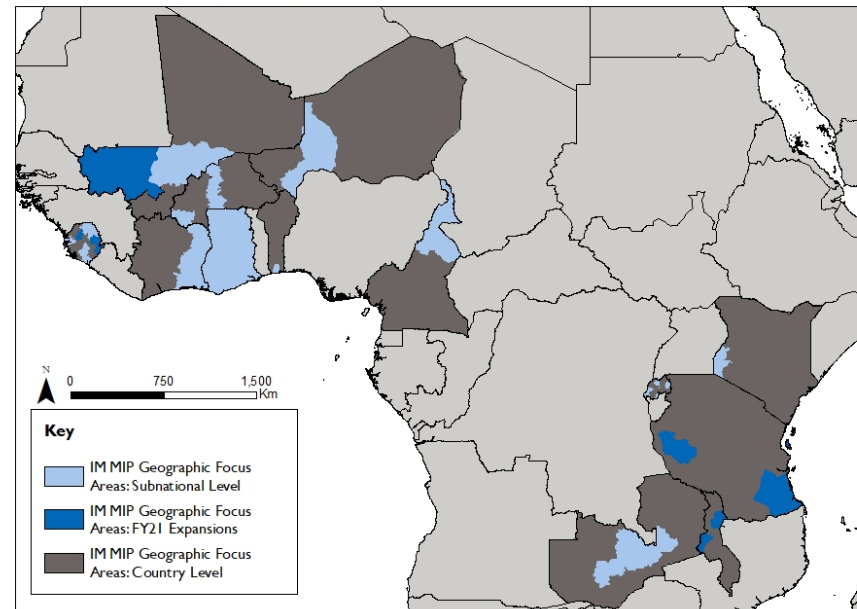 N
0 750 1,500
Km
Key
IM MIP Geographic Focus
Areas: Subnational Level
IM MIP Geographic Focus
Areas: FY21 Expansions
IM MIP Geographic Focus
Areas: Country Level